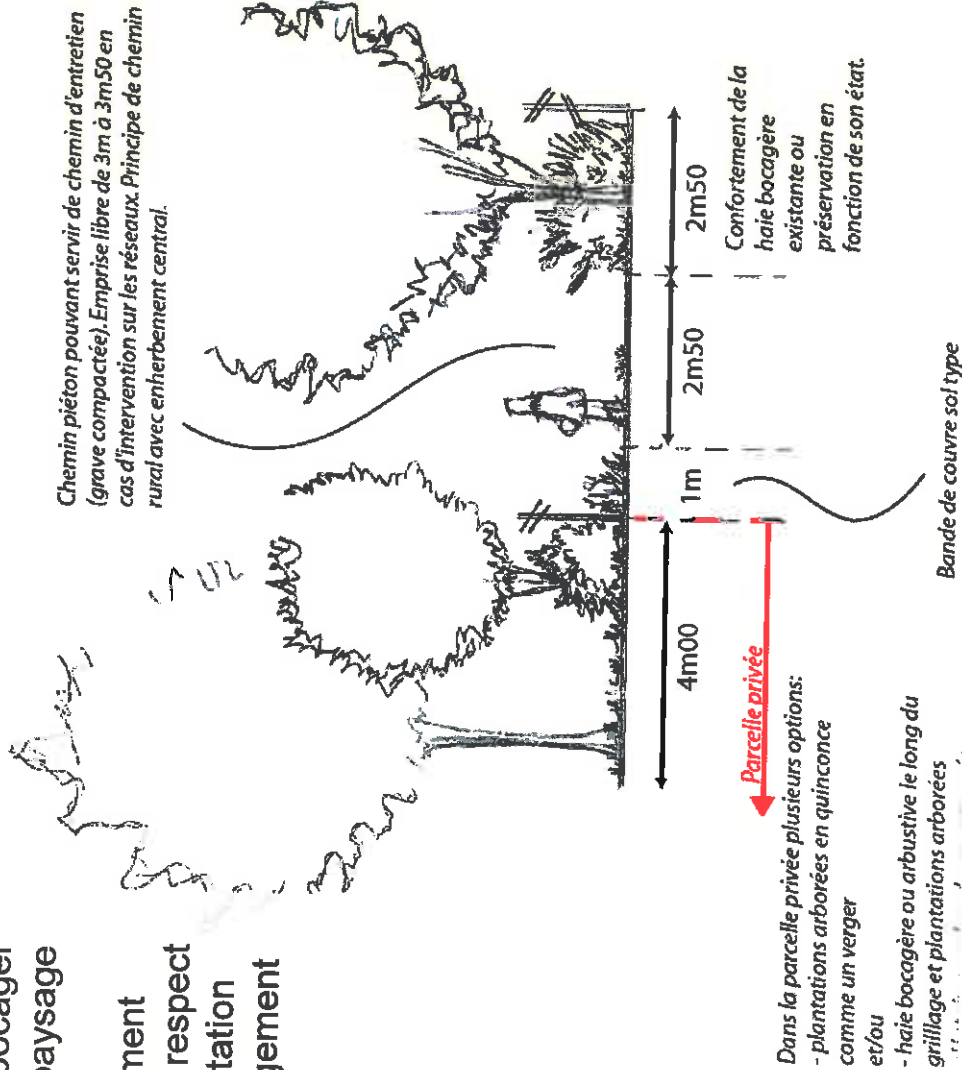 bocager
paysage
ment
respect
tation
gement
Chemin piéton pouvant servir de chemin d'entretien
(grave compactée). Emprise libre de 3m à 3m50 en
cas d'intervention sur les réseaux. Principe de chemin
rural avec enherbement central.
4m00
1m
2m50
2m50
Parcelle privée
Confortement de la
haie bocagère
existante ou
préservation en
fonction de son état.
Dans la parcelle privée plusieurs options:
- plantations arborées en quinconce
comme un verger
et/ou
- haie bocagère ou arbustive le long du
grilllage et plantations arborées
Bande de couvre sol type